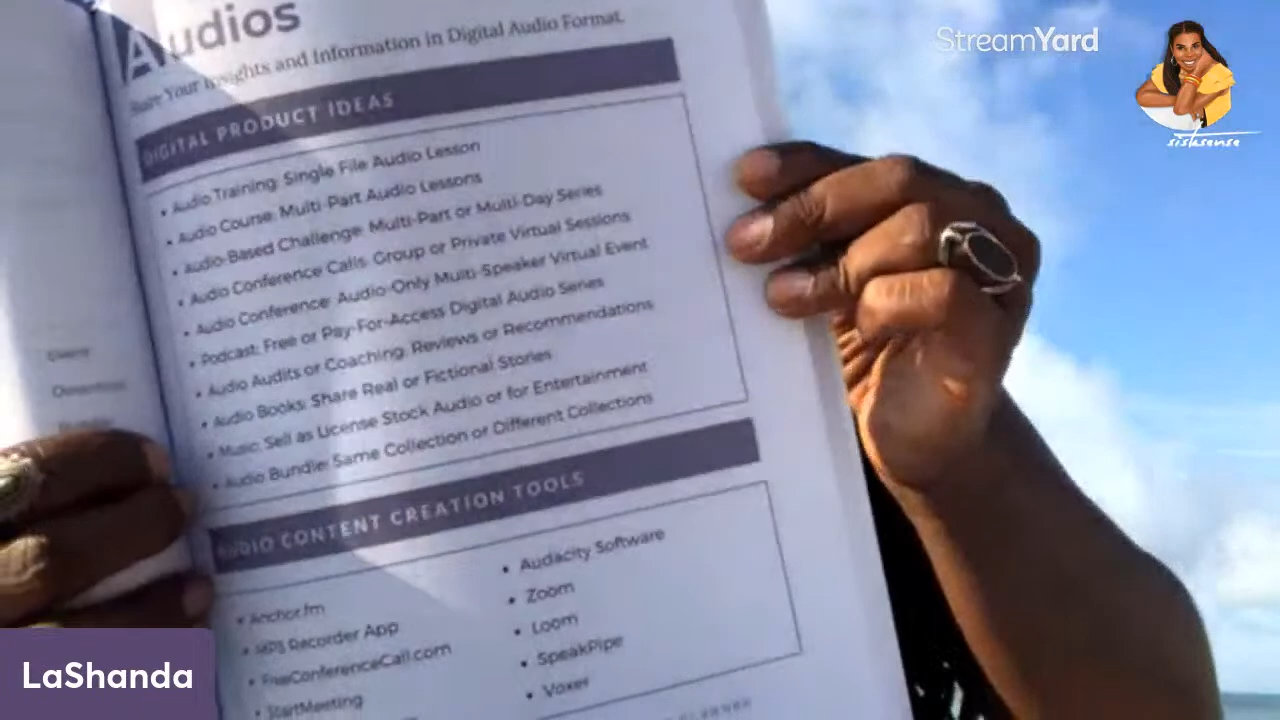 Audios
Share Your Insights and Information in Digital Audio Format.
DIGITAL PRODUCT IDEAS
• Audio Training: Single File Audio Lesson
• Audio Course: Multi-Part Audio Lessons
• Audio-Based Challenge: Multi-Part or Multi-Day Series
• Audio Conference Calls: Group or Private Virtual Sessions
• Audio Conference: Audio-Only Multi-Speaker Virtual Event
• Podcast: Free or Pay-For-Access Digital Audio Series
• Audio Audits or Coaching: Reviews or Recommendations
• Audio Books: Share Real or Fictional Stories
• Music: Sell as License Stock Audio or for Entertainment
• Audio Bundle: Same Collection or Different Collections
AUDIO CONTENT CREATION TOOLS
• Anchor.fm
• MP3 Recorder App
• FreeConferenceCall.com
• StartMeeting
• Audacity Software
• Zoom
• Loom
• SpeakPipe
• Voxer
PLANNER
StreamYard
sistasense
LaShanda